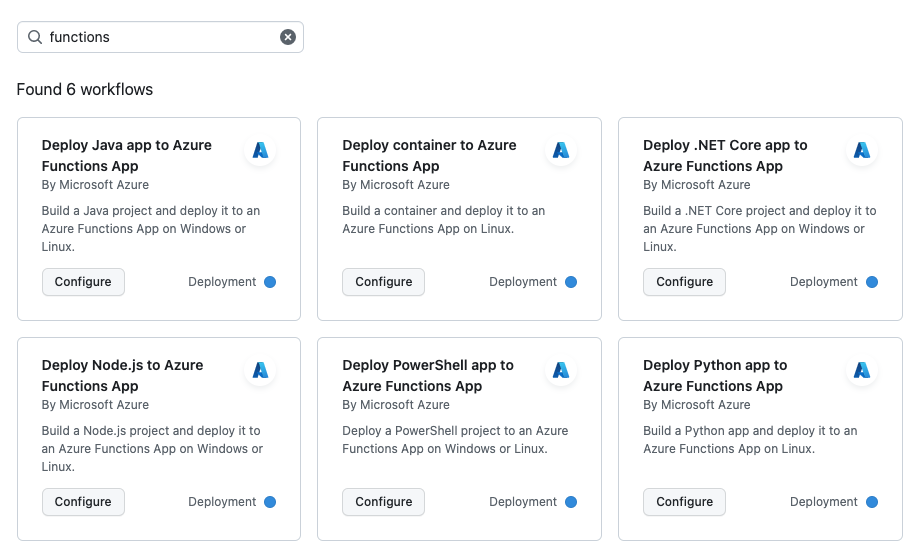 functions
Found 6 workflows
Deploy Java app to Azure
Functions App
By Microsoft Azure
Build a Java project and deploy it to an
Azure Functions App on Windows or
Linux.
Configure
Deployment
Deploy container to Azure
Functions App
By Microsoft Azure
Build a container and deploy it to an
Azure Functions App on Linux.
Configure
Deployment
Deploy .NET Core app to
Azure Functions App
By Microsoft Azure
Build a .NET Core project and deploy it to
an Azure Functions App on Windows or
Linux.
Configure
Deployment
Deploy Node.js to Azure
Functions App
By Microsoft Azure
Build a Node.js project and deploy it to
an Azure Functions App on Windows or
Linux.
Configure
Deployment
Deploy PowerShell app to
Azure Functions App
By Microsoft Azure
Deploy a PowerShell project to an Azure
Functions App on Windows or Linux.
Configure
Deployment
Deploy Python app to
Azure Functions App
By Microsoft Azure
Build a Python app and deploy it to an
Azure Functions App on Linux.
Configure
Deployment